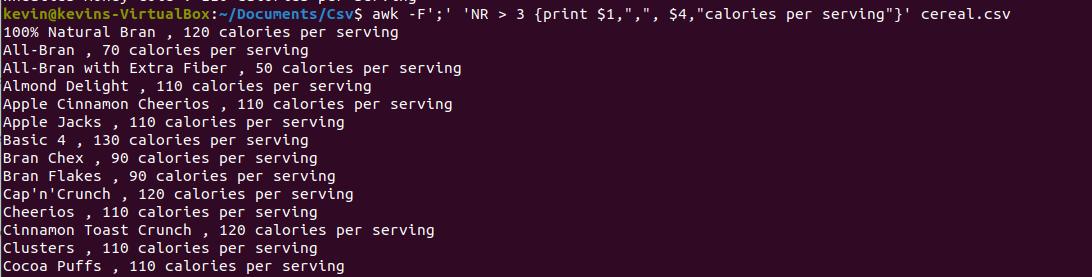 kevin@kevins-VirtualBox:~/Documents/Csv$ awk -F';' 'NR > 3 {print $1,",", $4,"calories per serving"}' cereal.csv
100% Natural Bran , 120 calories per serving
All-Bran , 70 calories per serving
All-Bran with Extra Fiber , 50 calories per serving
Almond Delight , 110 calories per serving
Apple Cinnamon Cheerios , 110 calories per serving
Apple Jacks , 110 calories per serving
Basic 4 , 130 calories per serving
Bran Chex , 90 calories per serving
Bran Flakes , 90 calories per serving
Cap'n'Crunch , 120 calories per serving
Cheerios , 110 calories per serving
Cinnamon Toast Crunch , 120 calories per serving
Clusters , 110 calories per serving
Cocoa Puffs , 110 calories per serving